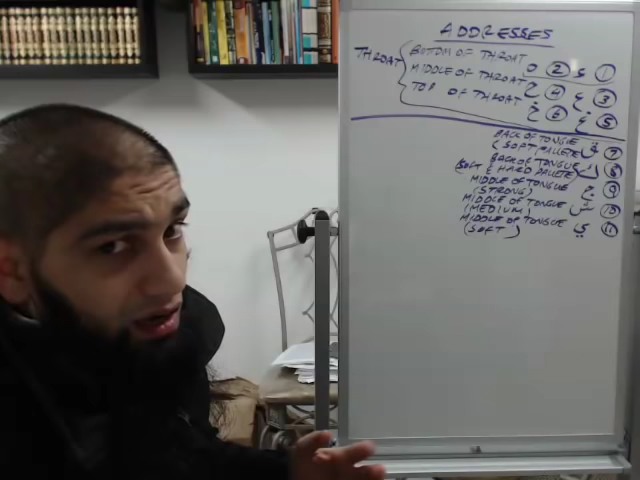 ADDRESSES
THROAT
BOTTOM OF THROAT ء ① ه ②
MIDDLE OF THROAT ع ③ ح ④
TOP OF THROAT غ ⑤ خ ⑥
BACK OF TONGUE
& SOFT PALLETE ق ⑦
BACK OF TONGUE
(SOFT & HARD PALLETE) ك ⑧
MIDDLE OF TONGUE ج ⑨
(STRONG)
MIDDLE OF TONGUE ش ⑩
(MEDIUM)
MIDDLE OF TONGUE ي ⑪
(SOFT)